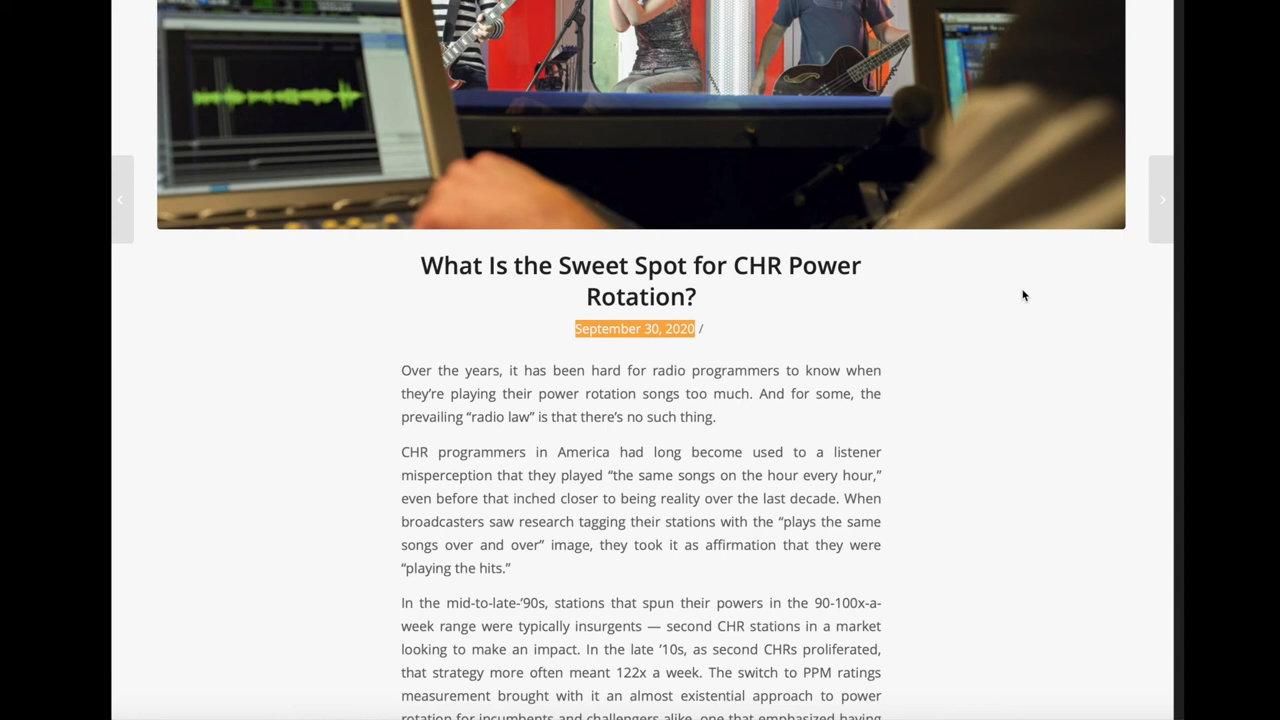 What Is the Sweet Spot for CHR Power
Rotation?
September 30, 2020 /
Over the years, it has been hard for radio programmers to know when
they’re playing their power rotation songs too much. And for some, the
prevailing “radio law” is that there’s no such thing.
CHR programmers in America had long become used to a listener
misperception that they played “the same songs on the hour every hour,”
even before that inched closer to being reality over the last decade. When
broadcasters saw research tagging their stations with the “plays the same
songs over and over” image, they took it as affirmation that they were
“playing the hits.”
In the mid-to-late-’90s, stations that spun their powers in the 90-100x-a-
week range were typically insurgents — second CHR stations in a market
looking to make an impact. In the late ’10s, as second CHRs proliferated,
that strategy more often meant 122x a week. The switch to PPM ratings
measurement brought with it an almost existential approach to power
rotation for incumbents and challengers alike, one that emphasized having